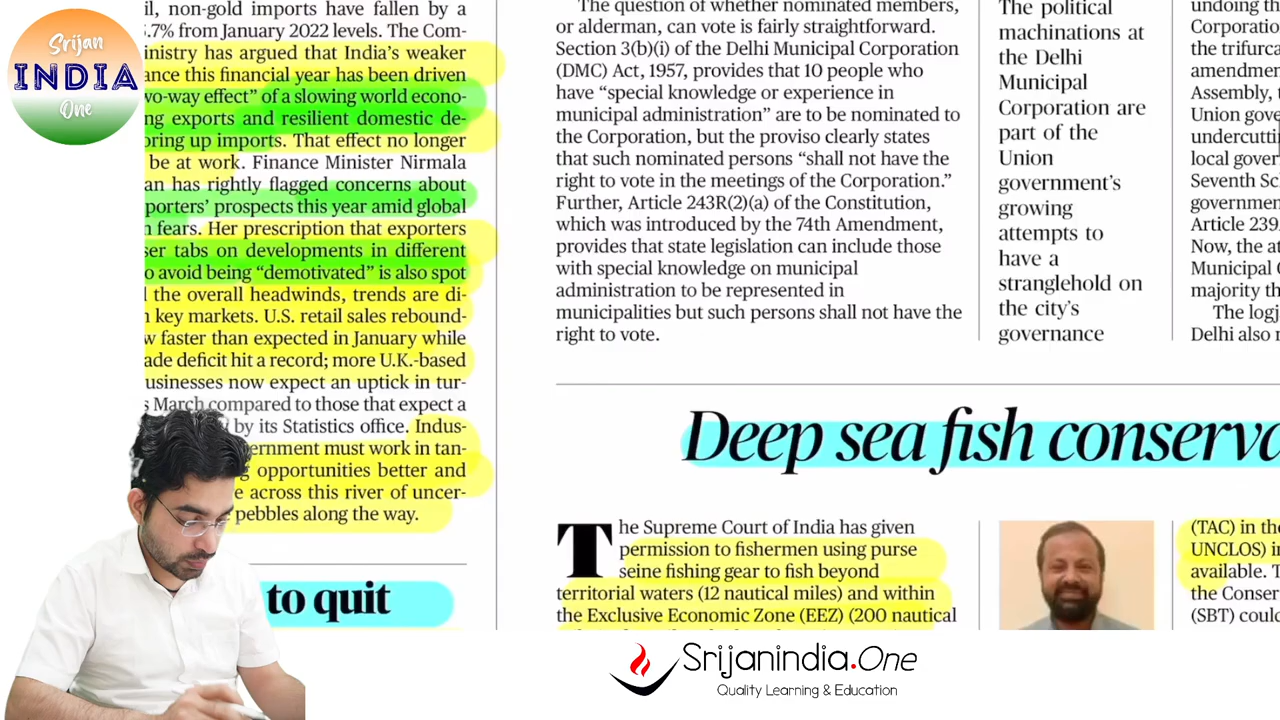 Srijan
INDIA
One
il, non-gold imports have fallen by a
.7% from January 2022 levels. The Com-
inistry has argued that India’s weaker
ance this financial year has been driven
wo-way effect” of a slowing world econo-
ng exports and resilient domestic de-
oring up imports. That effect no longer
be at work. Finance Minister Nirmala
an has rightly flagged concerns about
porters’ prospects this year amid global
n fears. Her prescription that exporters
ser tabs on developments in different
o avoid being “demotivated” is also spot
the overall headwinds, trends are di-
n key markets. U.S. retail sales rebound-
w faster than expected in January while
ade deficit hit a record; more U.K.-based
usinesses now expect an uptick in tur-
s March compared to those that expect a
by its Statistics office. Indus-
ernment must work in tan-
g opportunities better and
e across this river of uncer-
pebbles along the way.
to quit
The question of whether nominated members,
or alderman, can vote is fairly straightforward.
Section 3(b)(i) of the Delhi Municipal Corporation
(DMC) Act, 1957, provides that 10 people who
have “special knowledge or experience in
municipal administration” are to be nominated to
the Corporation, but the proviso clearly states
that such nominated persons “shall not have the
right to vote in the meetings of the Corporation.”
Further, Article 243R(2)(a) of the Constitution,
which was introduced by the 74th Amendment,
provides that state legislation can include those
with special knowledge on municipal
administration to be represented in
municipalities but such persons shall not have the
right to vote.
The political
machinations at
the Delhi
Municipal
Corporation are
part of the
Union
government’s
growing
attempts to
have a
stranglehold on
the city’s
governance
undoing th
Corporatio
the trifurca
amendmen
Assembly, t
Union gove
undercutti
local gover
Seventh Sc
government
Article 239
Now, the at
Municipal C
majority th
The logj
Delhi also r
Deep sea fish conserva
The Supreme Court of India has given
permission to fishermen using purse
seine fishing gear to fish beyond
territorial waters (12 nautical miles) and within
the Exclusive Economic Zone (EEZ) (200 nautical
(TAC) in the
UNCLOS) in
available. T
the Conser
(SBT) could
Srijanindia.One
Quality Learning & Education